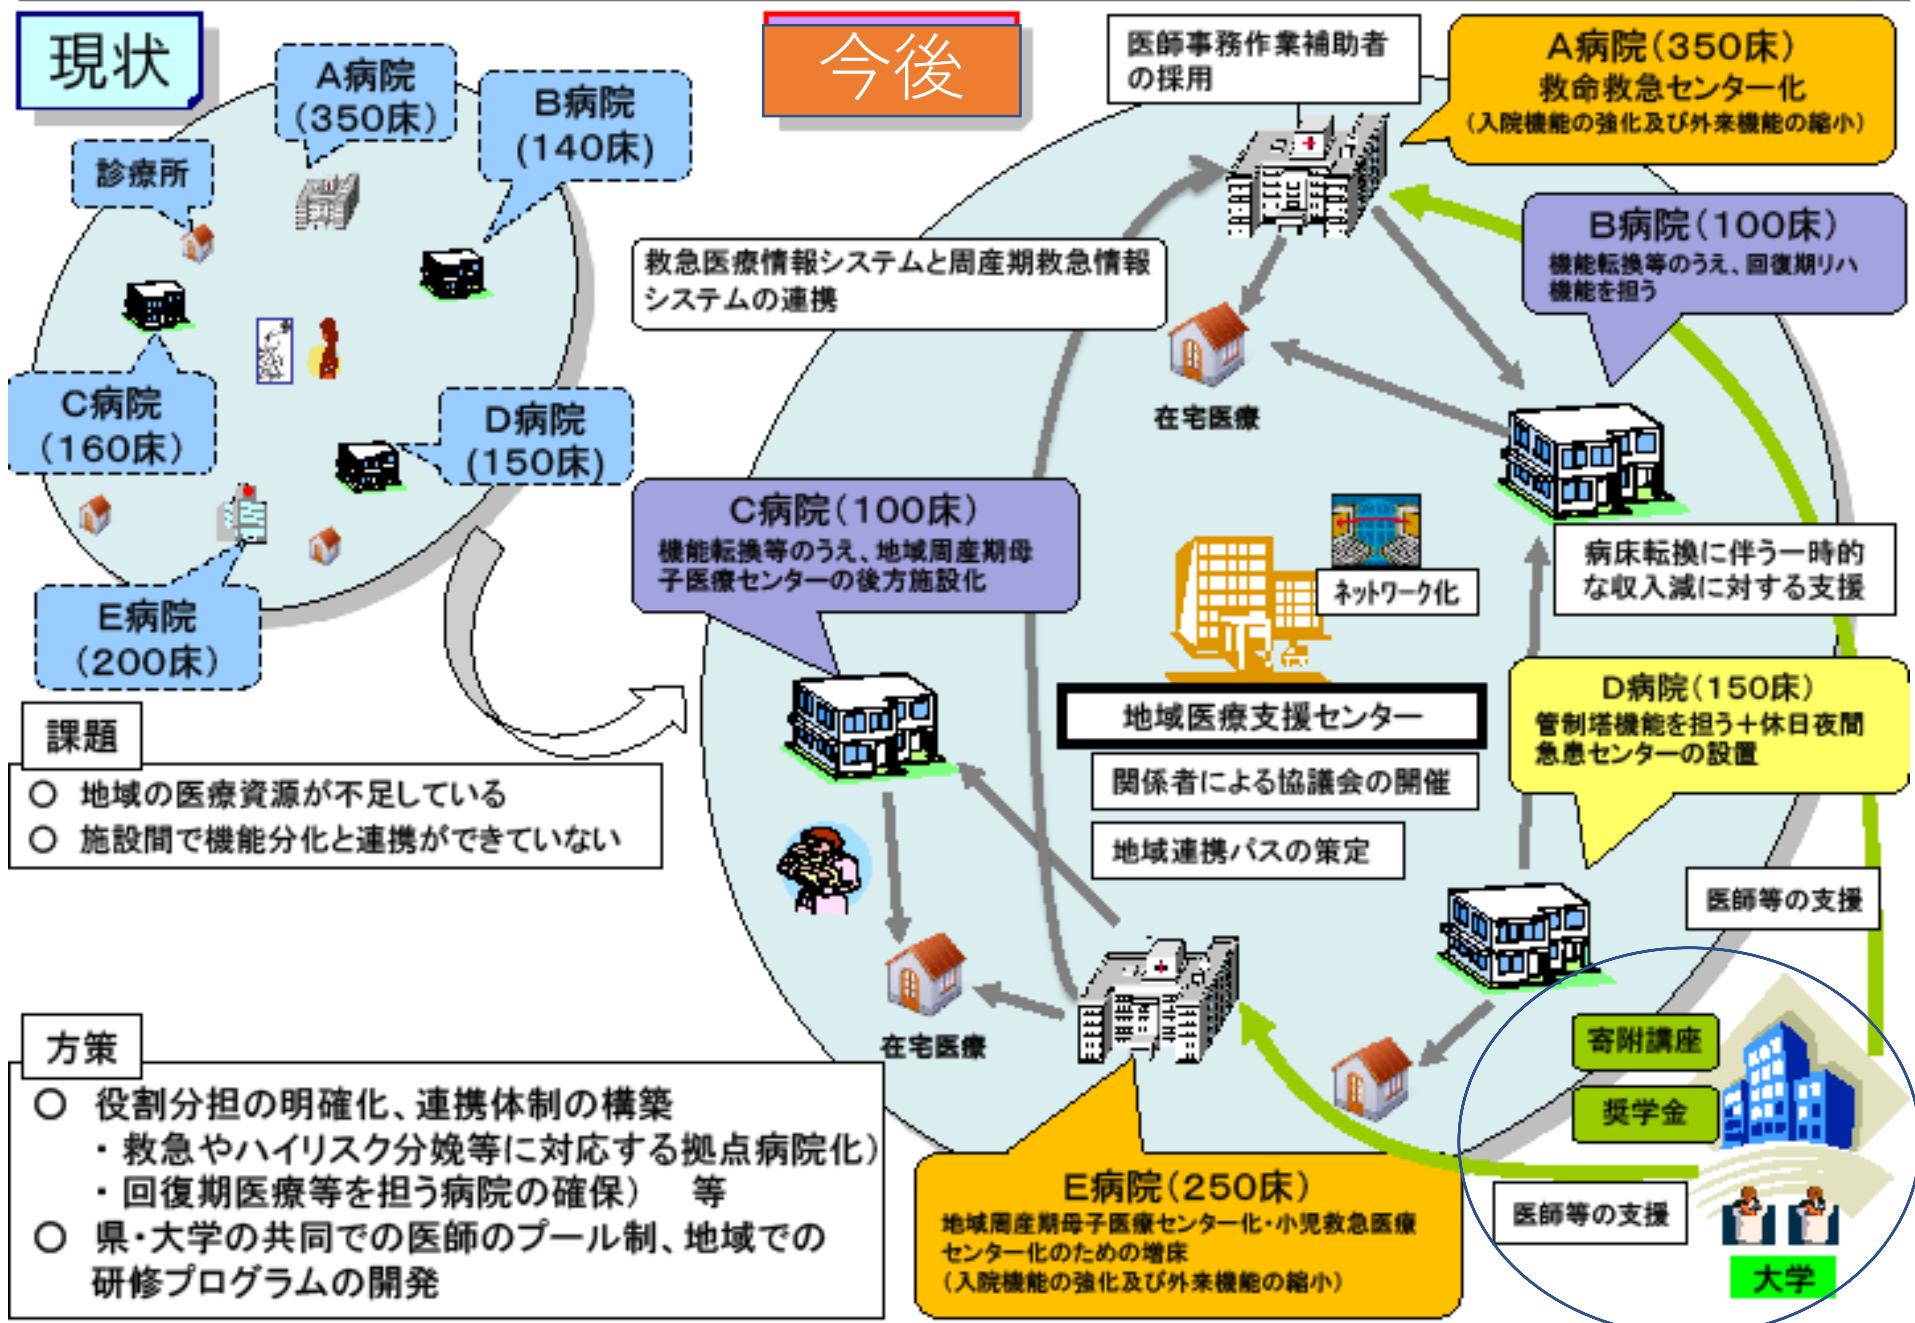 現状
A病院
(350床)
B病院
(140床)
診療所
C病院
(160床)
D病院
(150床)
E病院
(200床)
課題
○ 地域の医療資源が不足している
○ 施設間で機能分化と連携ができていない
方策
○ 役割分担の明確化、連携体制の構築
・救急やハイリスク分娩等に対応する拠点病院化)
・回復期医療等を担う病院の確保) 等
○ 県・大学の共同での医師のプール制、地域での
研修プログラムの開発
今後
医師事務作業補助者
の採用
A病院(350床)
救命救急センター化
(入院機能の強化及び外来機能の縮小)
救急医療情報システムと周産期救急情報
システムの連携
B病院(100床)
機能転換等のうえ、回復期リハ
機能を担う
在宅医療
C病院(100床)
機能転換等のうえ、地域周産期母
子医療センターの後方施設化
ネットワーク化
病床転換に伴う一時的
な収入減に対する支援
地域医療支援センター
関係者による協議会の開催
地域連携パスの策定
D病院(150床)
管制塔機能を担う+休日夜間
急患センターの設置
医師等の支援
在宅医療
寄附講座
奨学金
E病院(250床)
地域周産期母子医療センター化・小児救急医療
センター化のための増床
(入院機能の強化及び外来機能の縮小)
医師等の支援
大学